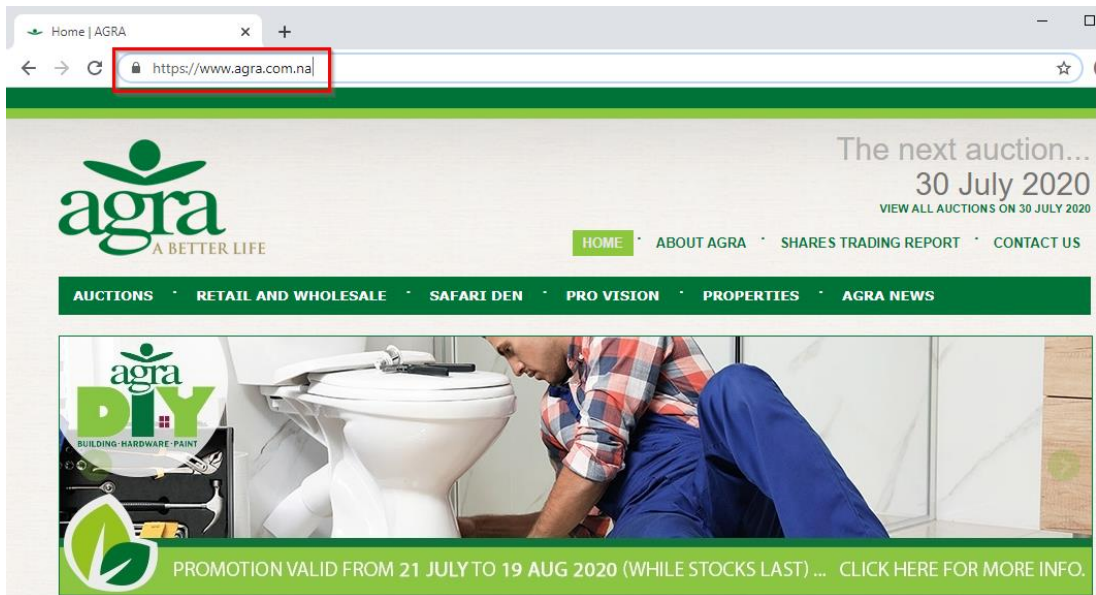 Home | AGRA
https://www.agra.com.na
The next auction...
30 July 2020
VIEW ALL AUCTIONS ON 30 JULY 2020
agra
A BETTER LIFE
HOME · ABOUT AGRA · SHARES TRADING REPORT · CONTACT US
AUCTIONS · RETAIL AND WHOLESALE · SAFARI DEN · PRO VISION · PROPERTIES · AGRA NEWS
agra
DIY
BUILDING·HARDWARE·PAINT
PROMOTION VALID FROM 21 JULY TO 19 AUG 2020 (WHILE STOCKS LAST) ... CLICK HERE FOR MORE INFO.